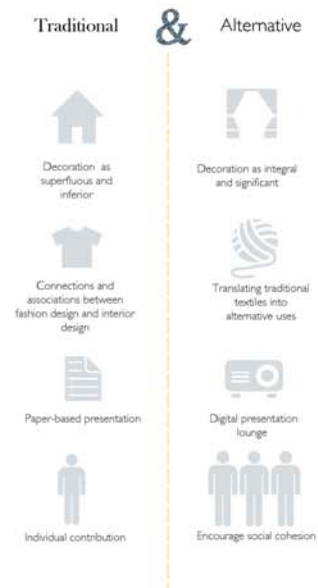 Traditional & Alternative
Decoration as
superfluous and
inferior
Decoration as integral
and significant
Connections and
associations between
fashion design and interior
design
Translating traditional
textiles into
alternative uses
Paper-based presentation
Digital presentation
lounge
Individual contribution
Encourage social cohesion